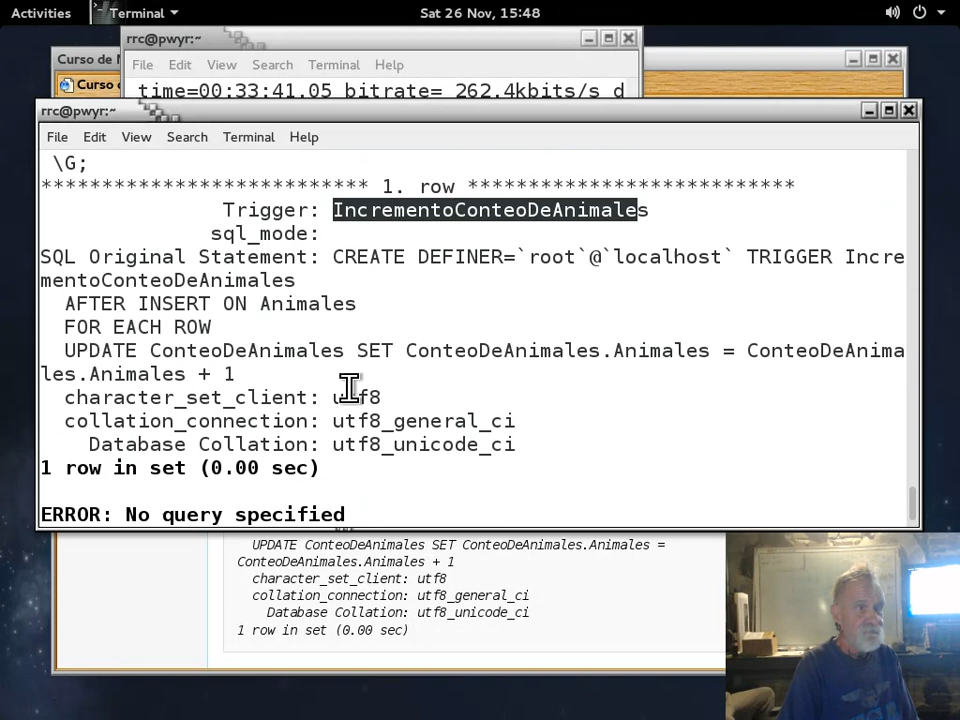 Activities
Terminal
Sat 26 Nov, 15:48
rrc@pwyr:~
Curso de
File Edit View Search Terminal Help
Curso
time=00:33:41.05 bitrate= 262.4kbits/s d
rrc@pwyr:~
File Edit View Search Terminal Help
\G;
*************************** 1. row ***************************
Trigger: IncrementoConteoDeAnimales
sql_mode:
SQL Original Statement: CREATE DEFINER=`root`@`localhost` TRIGGER Incre
mentoConteoDeAnimales
AFTER INSERT ON Animales
FOR EACH ROW
UPDATE ConteoDeAnimales SET ConteoDeAnimales.Animales = ConteoDeAnima
les.Animales + 1
character_set_client: utf8
collation_connection: utf8_general_ci
Database Collation: utf8_unicode_ci
1 row in set (0.00 sec)
ERROR: No query specified
UPDATE ConteoDeAnimales SET ConteoDeAnimales.Animales =
ConteoDeAnimales.Animales + 1
character_set_client: utf8
collation_connection: utf8_general_ci
Database Collation: utf8_unicode_ci
1 row in set (0.00 sec)